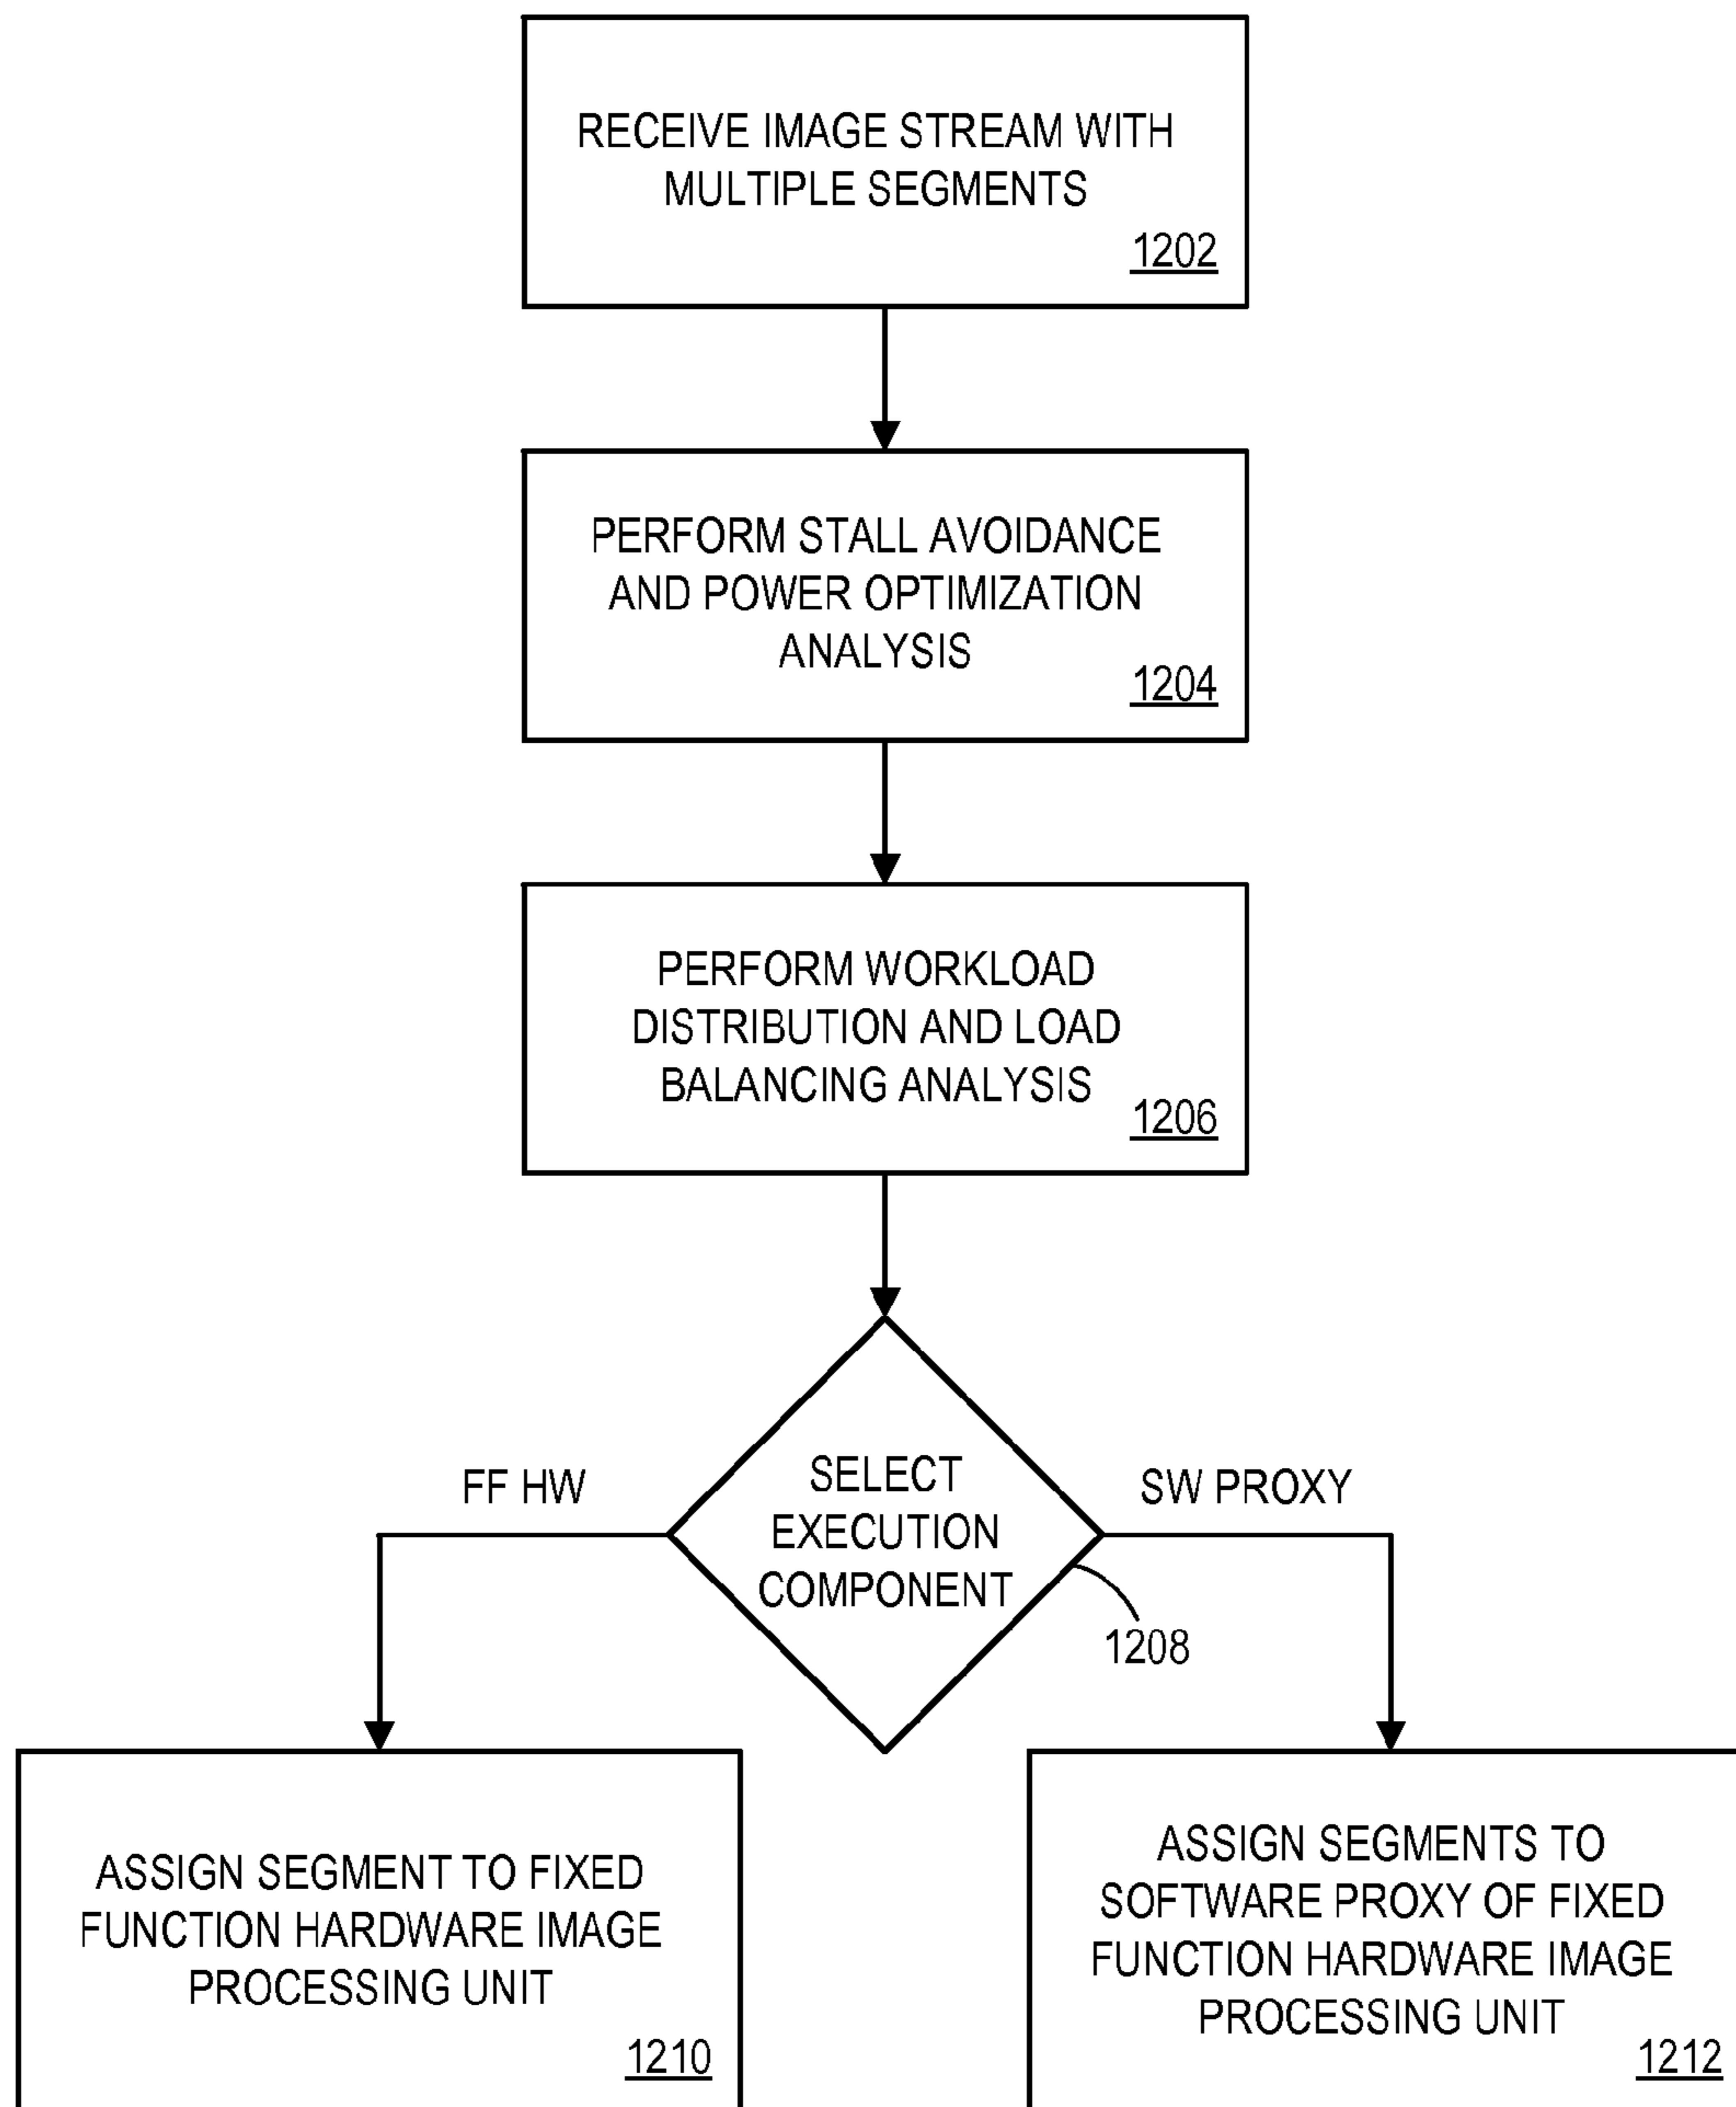 RECEIVE IMAGE STREAM WITH
MULTIPLE SEGMENTS
1202
PERFORM STALL AVOIDANCE
AND POWER OPTIMIZATION
ANALYSIS
1204
PERFORM WORKLOAD
DISTRIBUTION AND LOAD
BALANCING ANALYSIS
1206
FF HW
SELECT
EXECUTION
COMPONENT
SW PROXY
1208
ASSIGN SEGMENT TO FIXED
FUNCTION HARDWARE IMAGE
PROCESSING UNIT
1210
ASSIGN SEGMENTS TO
SOFTWARE PROXY OF FIXED
FUNCTION HARDWARE IMAGE
PROCESSING UNIT
1212